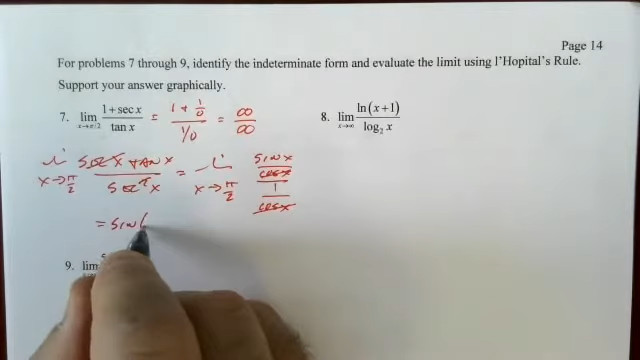 Page 14
For problems 7 through 9, identify the indeterminate form and evaluate the limit using l'Hopital's Rule.
Support your answer graphically.
7. lim x→π/2 (1 + sec x)/(tan x) = (1 + 1/0)/(1/0) = ∞/∞
8. lim x→∞ ln(x+1)/log₂ x
li x→π/2 (sec x tan x)/(sec² x) = li x→π/2 (sin x/cos x)/(1/cos x)
= sin(
9. lim